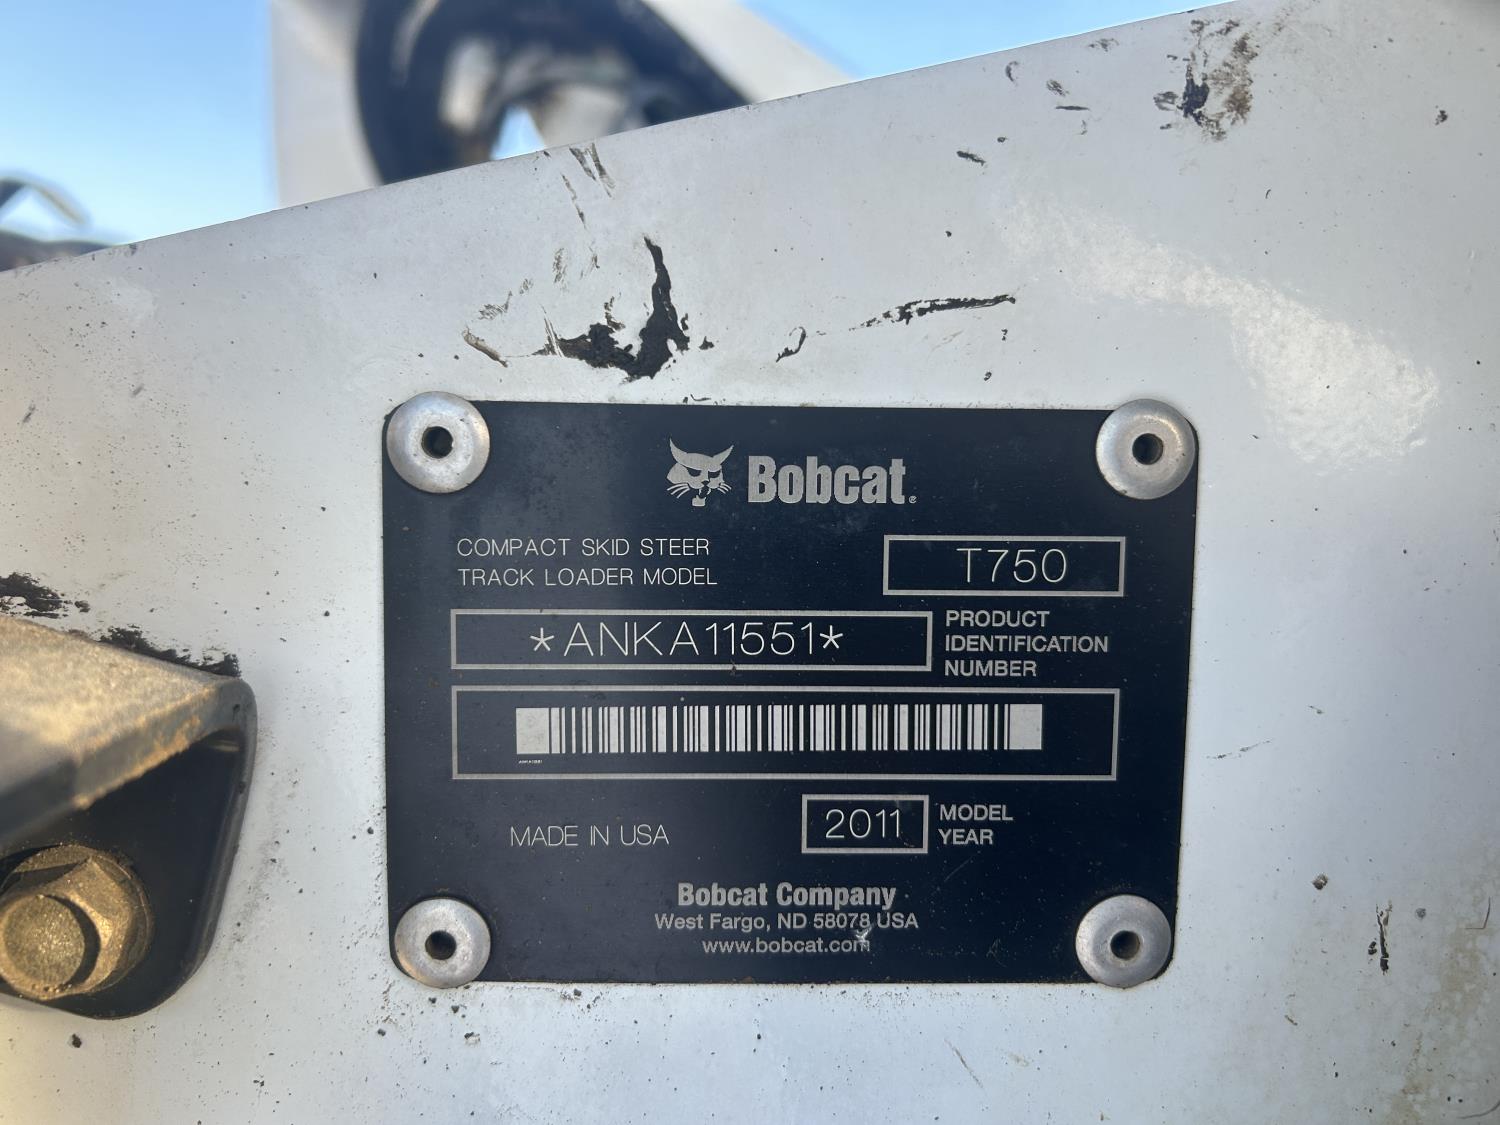 Bobcat®
COMPACT SKID STEER
TRACK LOADER MODEL
T750
*ANKA11551*
PRODUCT
IDENTIFICATION
NUMBER
ANKA11551
MADE IN USA
2011
MODEL
YEAR
Bobcat Company
West Fargo, ND 58078 USA
www.bobcat.com